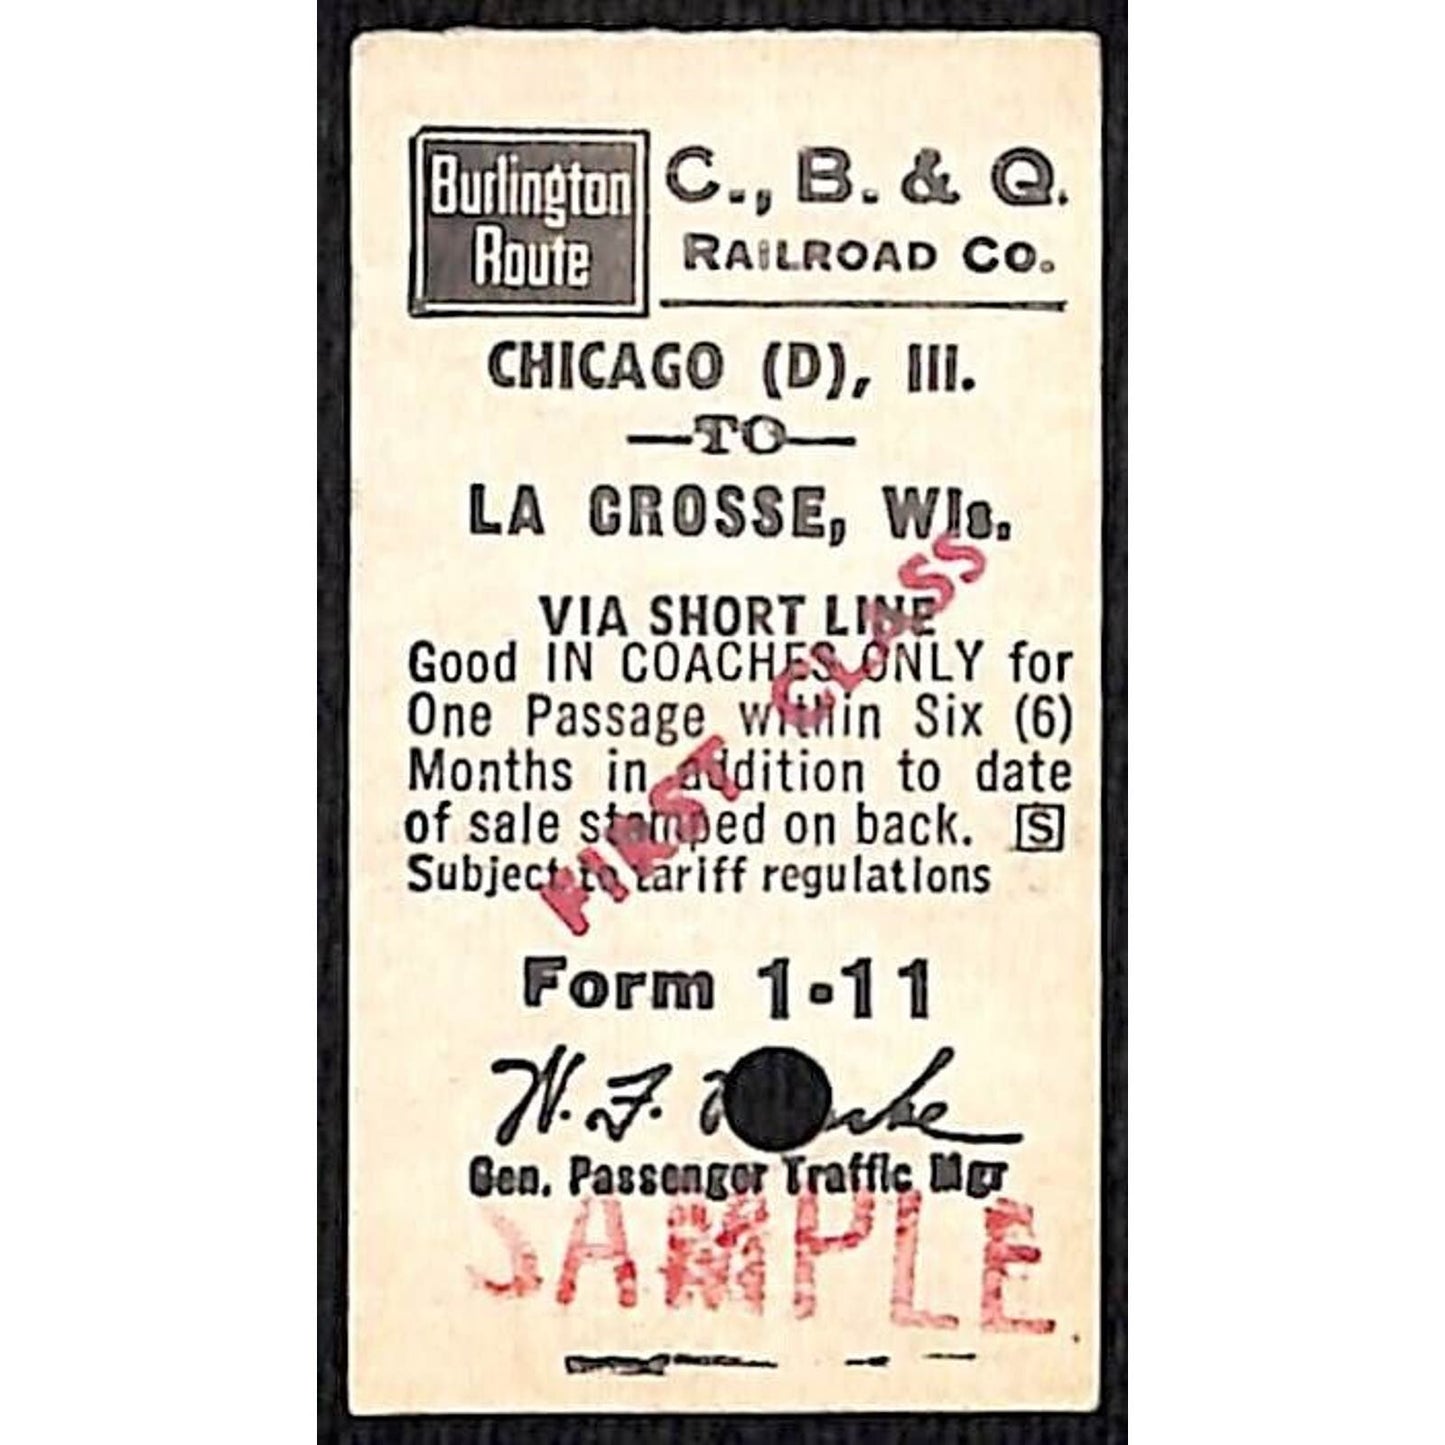 Burlington
Route
C., B. & Q.
RAILROAD CO.
CHICAGO (D), Ill.
—TO—
LA CROSSE, Wis.
VIA SHORT LINE
Good IN COACHES ONLY for
One Passage within Six (6)
Months in addition to date
of sale stamped on back. S
Subject to tariff regulations
FIRST CLASS
Form 1-11
W. F.
Gen. Passenger Traffic Mgr
SAMPLE